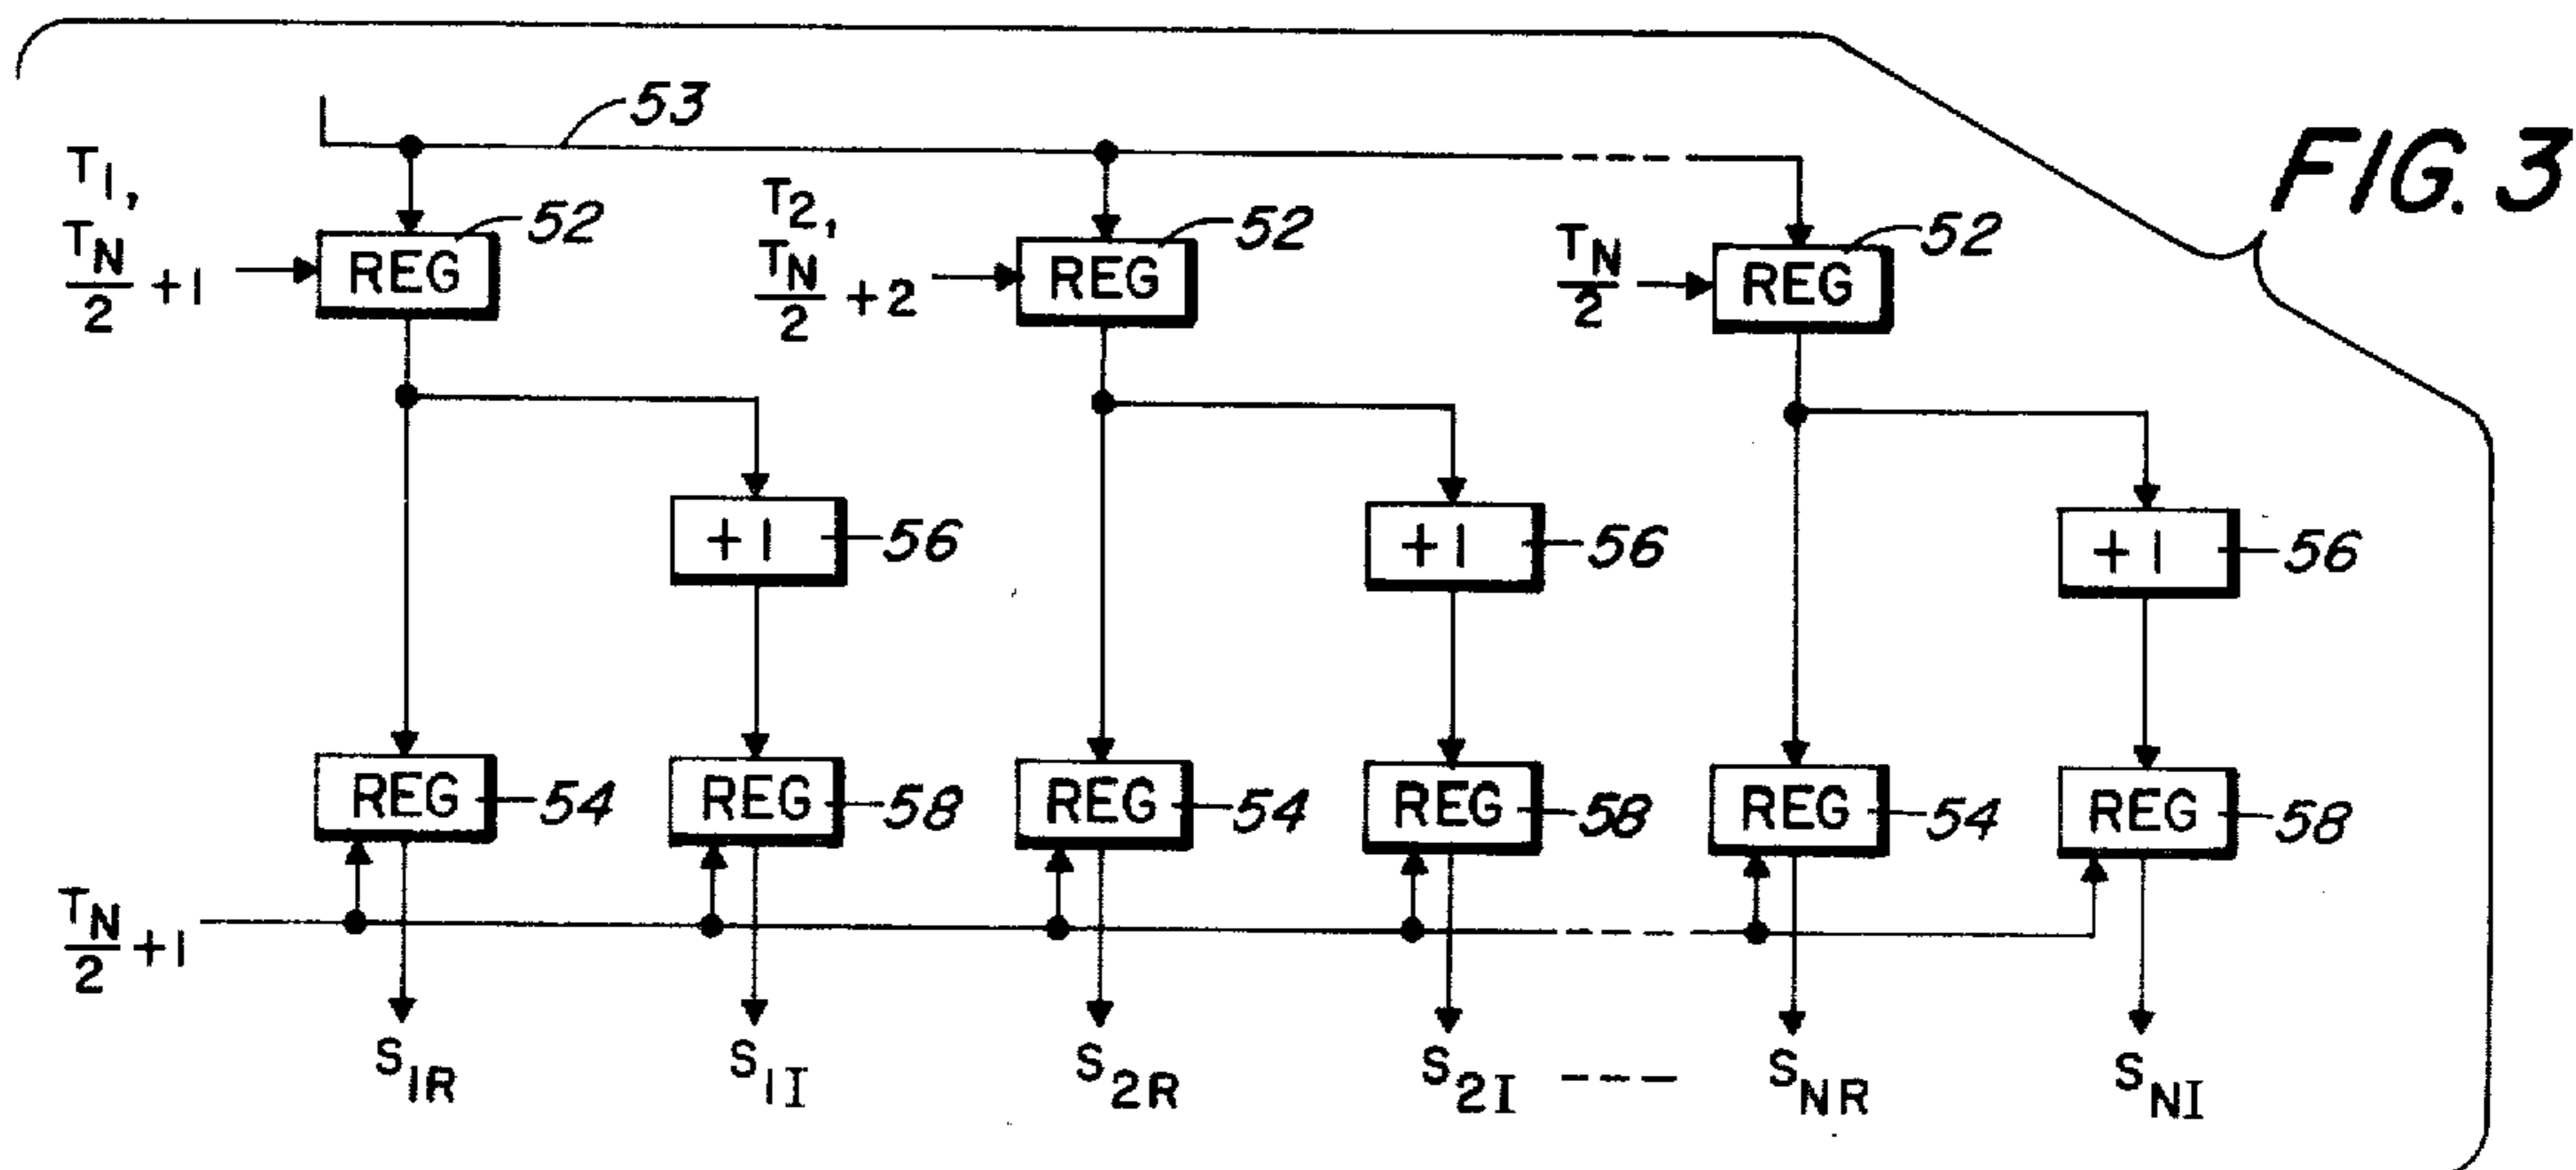 FIG. 3
53
T1,
TN/2 +1
REG 52
T2,
TN/2 +2
REG 52
TN/2
REG 52
+1 56
+1 56
+1 56
REG 54
REG 58
REG 54
REG 58
REG 54
REG 58
TN/2 +1
S1R
S1I
S2R
S2I
SNR
SNI